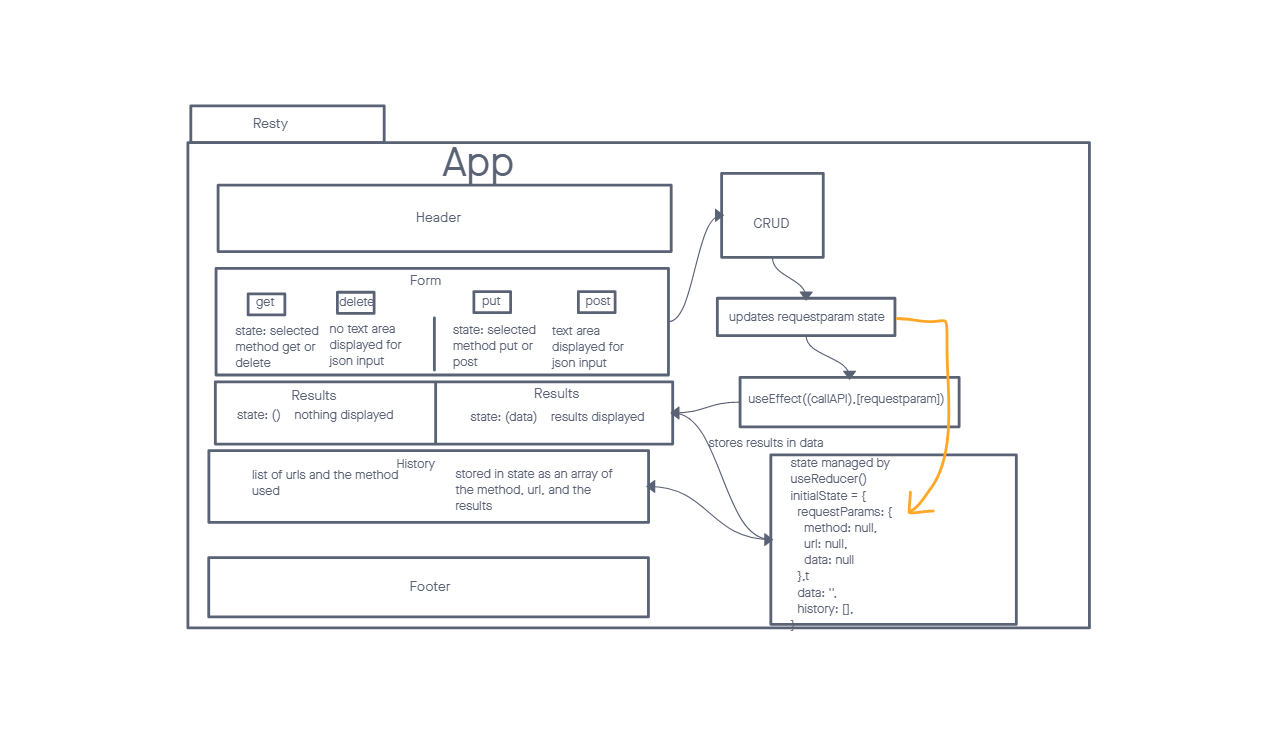 Resty
App
Header
CRUD
Form
get
delete
put
post
state: selected
method get or
delete
no text area
displayed for
json input
state: selected
method put or
post
text area
displayed for
json input
updates requestparam state
useEffect((callAPI),[requestparam])
Results
state: () nothing displayed
Results
state: (data) results displayed
stores results in data
History
list of urls and the method
used
stored in state as an array of
the method, url, and the
results
state managed by
useReducer()
initialState = {
requestParams: {
method: null,
url: null,
data: null
},t
data: '',
history: [],
}
Footer